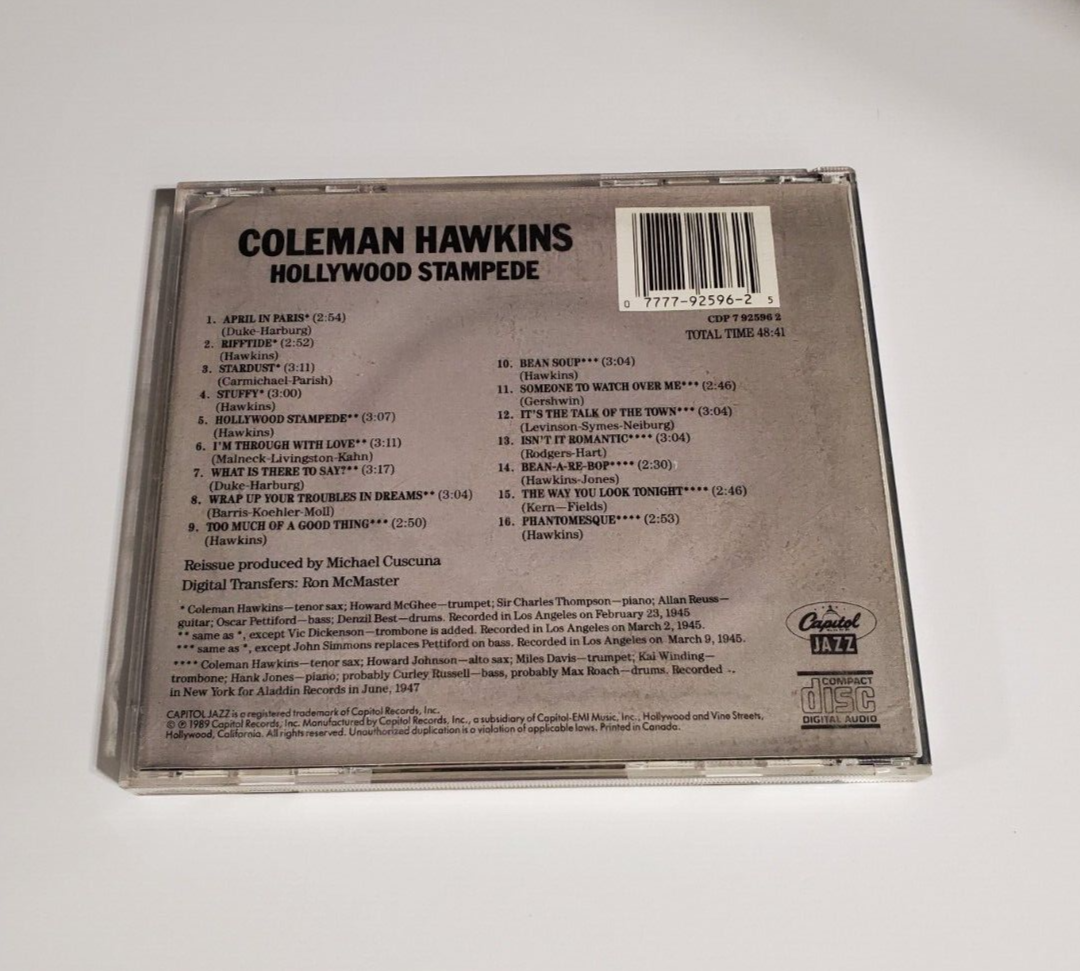 COLEMAN HAWKINS
HOLLYWOOD STAMPEDE
0 7777-92596-2 5
CDP 7 92596 2
TOTAL TIME 48:41
1. APRIL IN PARIS* (2:54)
(Duke-Harburg)
2. RIFFTIDE* (2:52)
(Hawkins)
3. STARDUST* (3:11)
(Carmichael-Parish)
4. STUFFY* (3:00)
(Hawkins)
5. HOLLYWOOD STAMPEDE** (3:07)
(Hawkins)
6. I'M THROUGH WITH LOVE** (3:11)
(Malneck-Livingston-Kahn)
7. WHAT IS THERE TO SAY?** (3:17)
(Duke-Harburg)
8. WRAP UP YOUR TROUBLES IN DREAMS** (3:04)
(Barris-Koehler-Moll)
9. TOO MUCH OF A GOOD THING*** (2:50)
(Hawkins)
10. BEAN SOUP*** (3:04)
(Hawkins)
11. SOMEONE TO WATCH OVER ME*** (2:46)
(Gershwin)
12. IT'S THE TALK OF THE TOWN*** (3:04)
(Levinson-Symes-Neiburg)
13. ISN'T IT ROMANTIC**** (3:04)
(Rodgers-Hart)
14. BEAN-A-RE-BOP**** (2:30)
(Hawkins-Jones)
15. THE WAY YOU LOOK TONIGHT**** (2:46)
(Kern—Fields)
16. PHANTOMESQUE**** (2:53)
(Hawkins)
Reissue produced by Michael Cuscuna
Digital Transfers: Ron McMaster
* Coleman Hawkins—tenor sax; Howard McGhee—trumpet; Sir Charles Thompson—piano; Allan Reuss—
guitar; Oscar Pettiford—bass; Denzil Best—drums. Recorded in Los Angeles on February 23, 1945
** same as *, except Vic Dickenson—trombone is added. Recorded in Los Angeles on March 2, 1945.
*** same as *, except John Simmons replaces Pettiford on bass. Recorded in Los Angeles on March 9, 1945.
**** Coleman Hawkins—tenor sax; Howard Johnson—alto sax; Miles Davis—trumpet; Kai Winding—
trombone; Hank Jones—piano; probably Curley Russell—bass, probably Max Roach—drums. Recorded
in New York for Aladdin Records in June, 1947
CAPITOL JAZZ is a registered trademark of Capitol Records, Inc.
© ℗ 1989 Capitol Records, Inc. Manufactured by Capitol Records, Inc., a subsidiary of Capitol-EMI Music, Inc., Hollywood and Vine Streets,
Hollywood, California. All rights reserved. Unauthorized duplication is a violation of applicable laws. Printed in Canada.
Capitol
JAZZ
COMPACT
disc
DIGITAL AUDIO